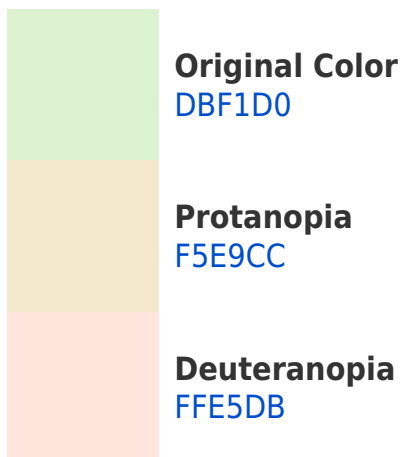 Original Color
DBF1D0
Protanopia
F5E9CC
Deuteranopia
FFE5DB